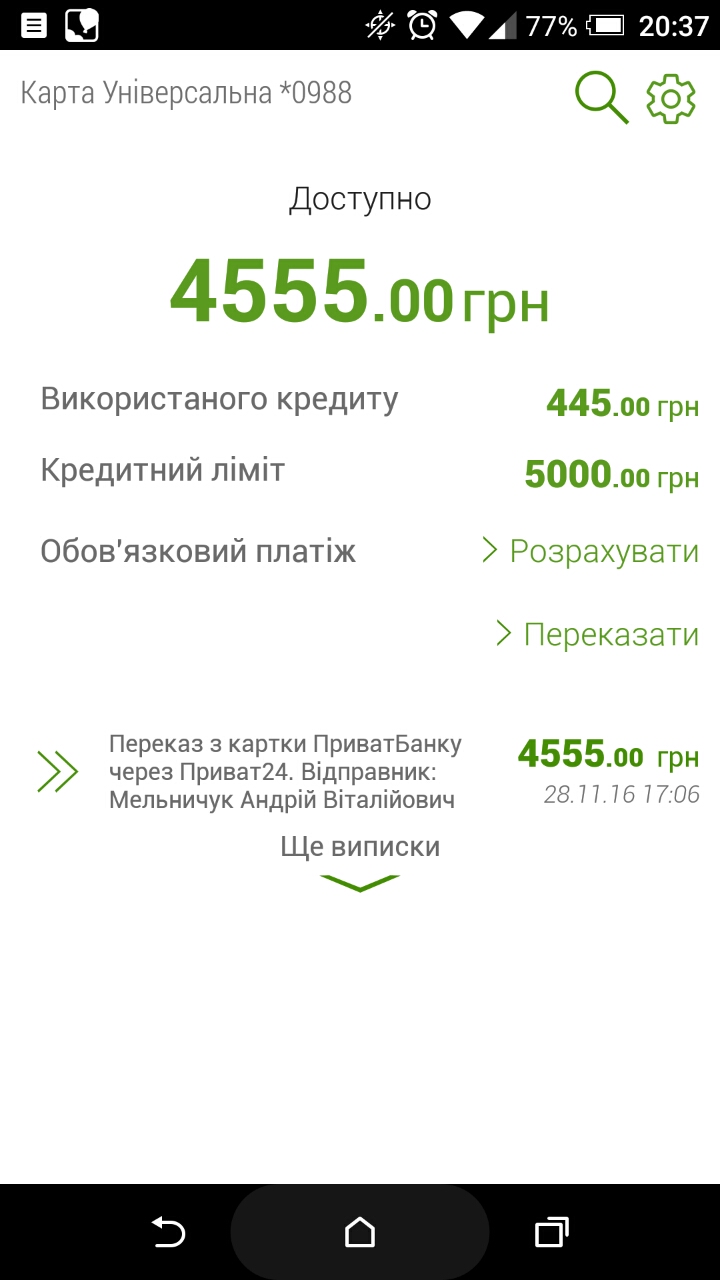 77% 20:37
Карта Універсальна *0988
Доступно
4555.00 грн
Використаного кредиту 445.00 грн
Кредитний ліміт 5000.00 грн
Обов'язковий платіж Розрахувати
Переказати
Переказ з картки ПриватБанку
через Приват24. Відправник:
Мельничук Андрій Віталійович
4555.00 грн
28.11.16 17:06
Ще виписки